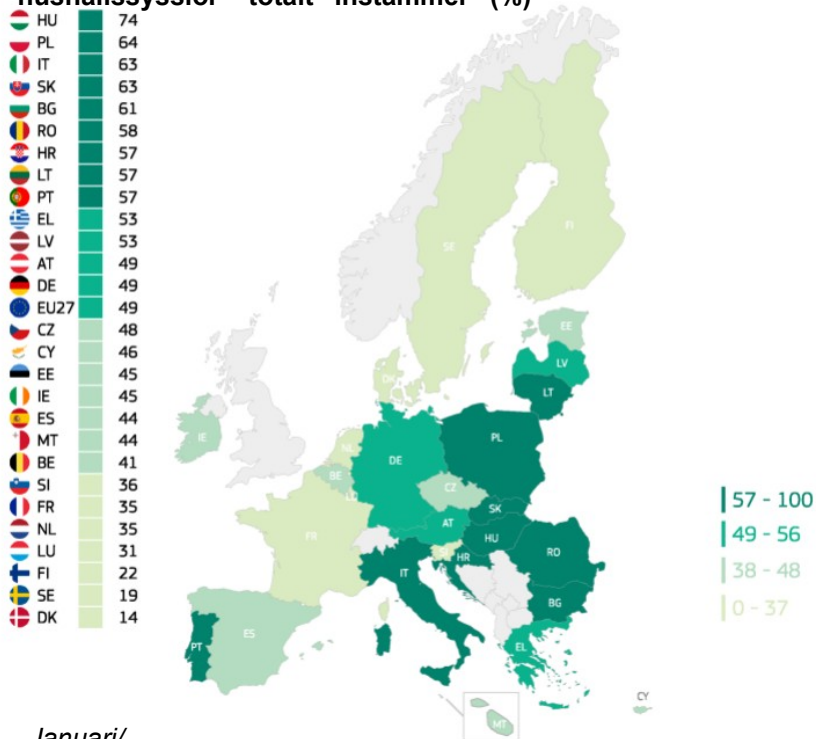 hushållssysslor" totalt instämmer (%)
HU 74
PL 64
IT 63
SK 63
BG 61
RO 58
HR 57
LT 57
PT 57
EL 53
LV 53
AT 49
DE 49
EU27 49
CZ 48
CY 46
EE 45
IE 45
ES 44
MT 44
BE 41
SI 36
FR 35
NL 35
LU 31
FI 22
SE 19
DK 14
FI
SE
EE
LV
DK
LT
IE
PL
NL
DE
BE
CZ
LU
SK
AT
FR
HU
SI
HR
RO
IT
BG
ES
PT
EL
CY
MT
57 - 100
49 - 56
38 - 48
0 - 37
Januari/